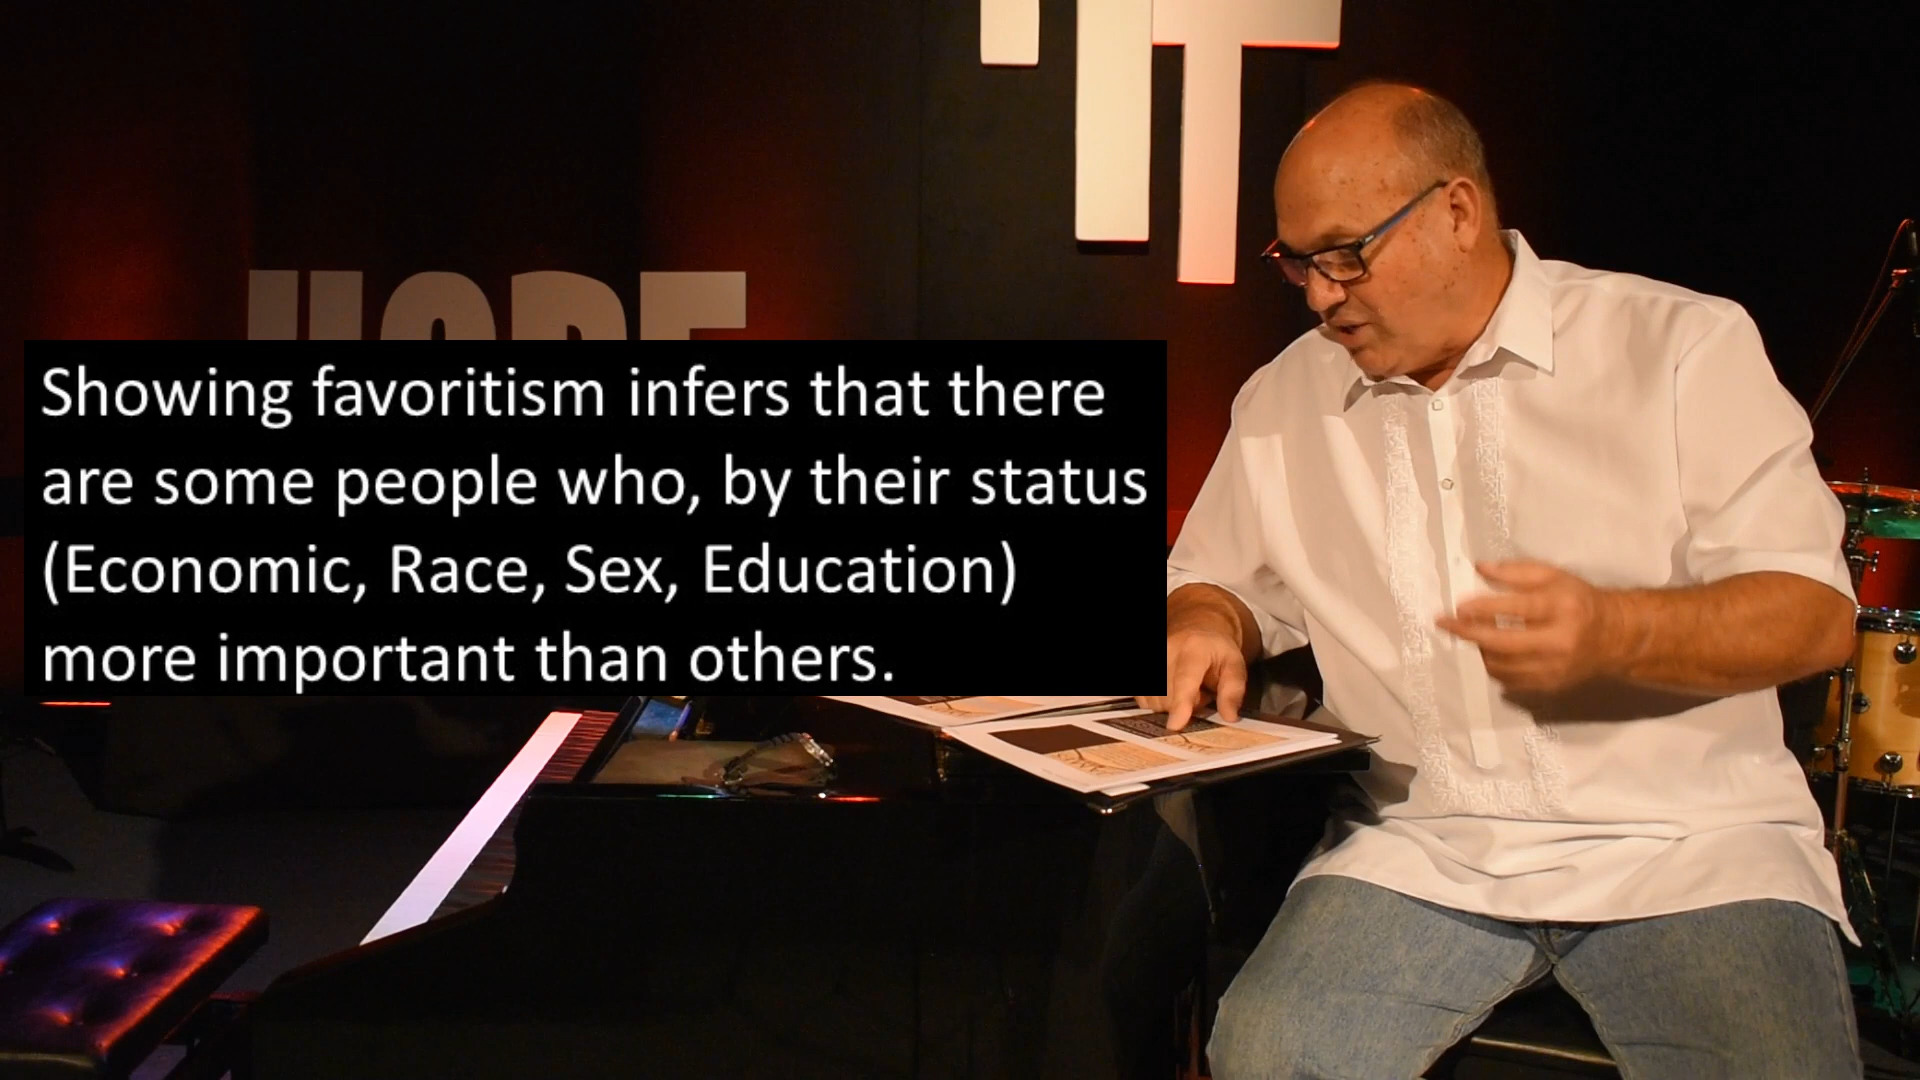 HOPE
Showing favoritism infers that there
are some people who, by their status
(Economic, Race, Sex, Education)
more important than others.